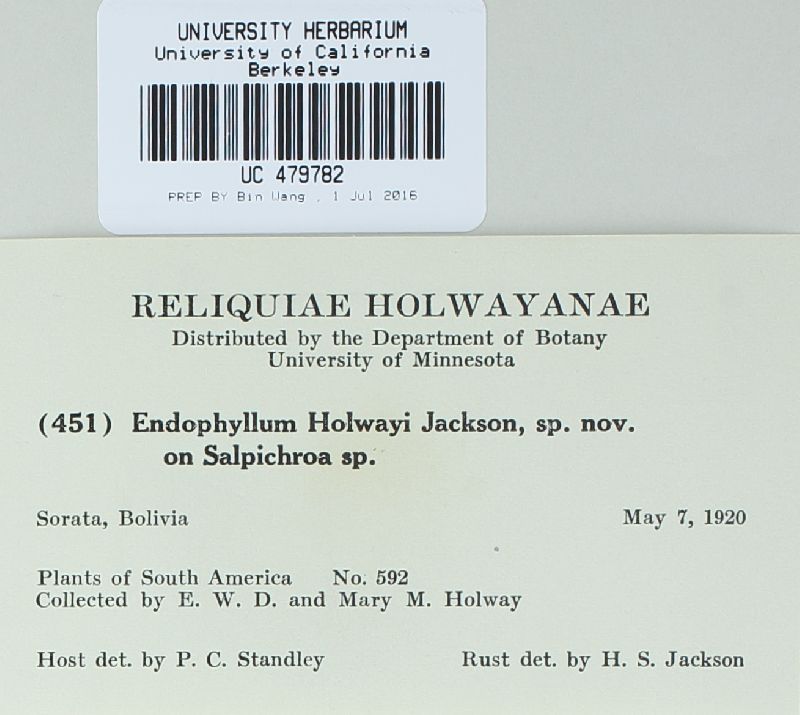 UNIVERSITY HERBARIUM
University of California
Berkeley
UC 479782
PREP BY Bin Wang , 1 Jul 2016
RELIQUIAE HOLWAYANAE
Distributed by the Department of Botany
University of Minnesota
(451) Endophyllum Holwayi Jackson, sp. nov.
on Salpichroa sp.
Sorata, Bolivia May 7, 1920
Plants of South America No. 592
Collected by E. W. D. and Mary M. Holway
Host det. by P. C. Standley Rust det. by H. S. Jackson